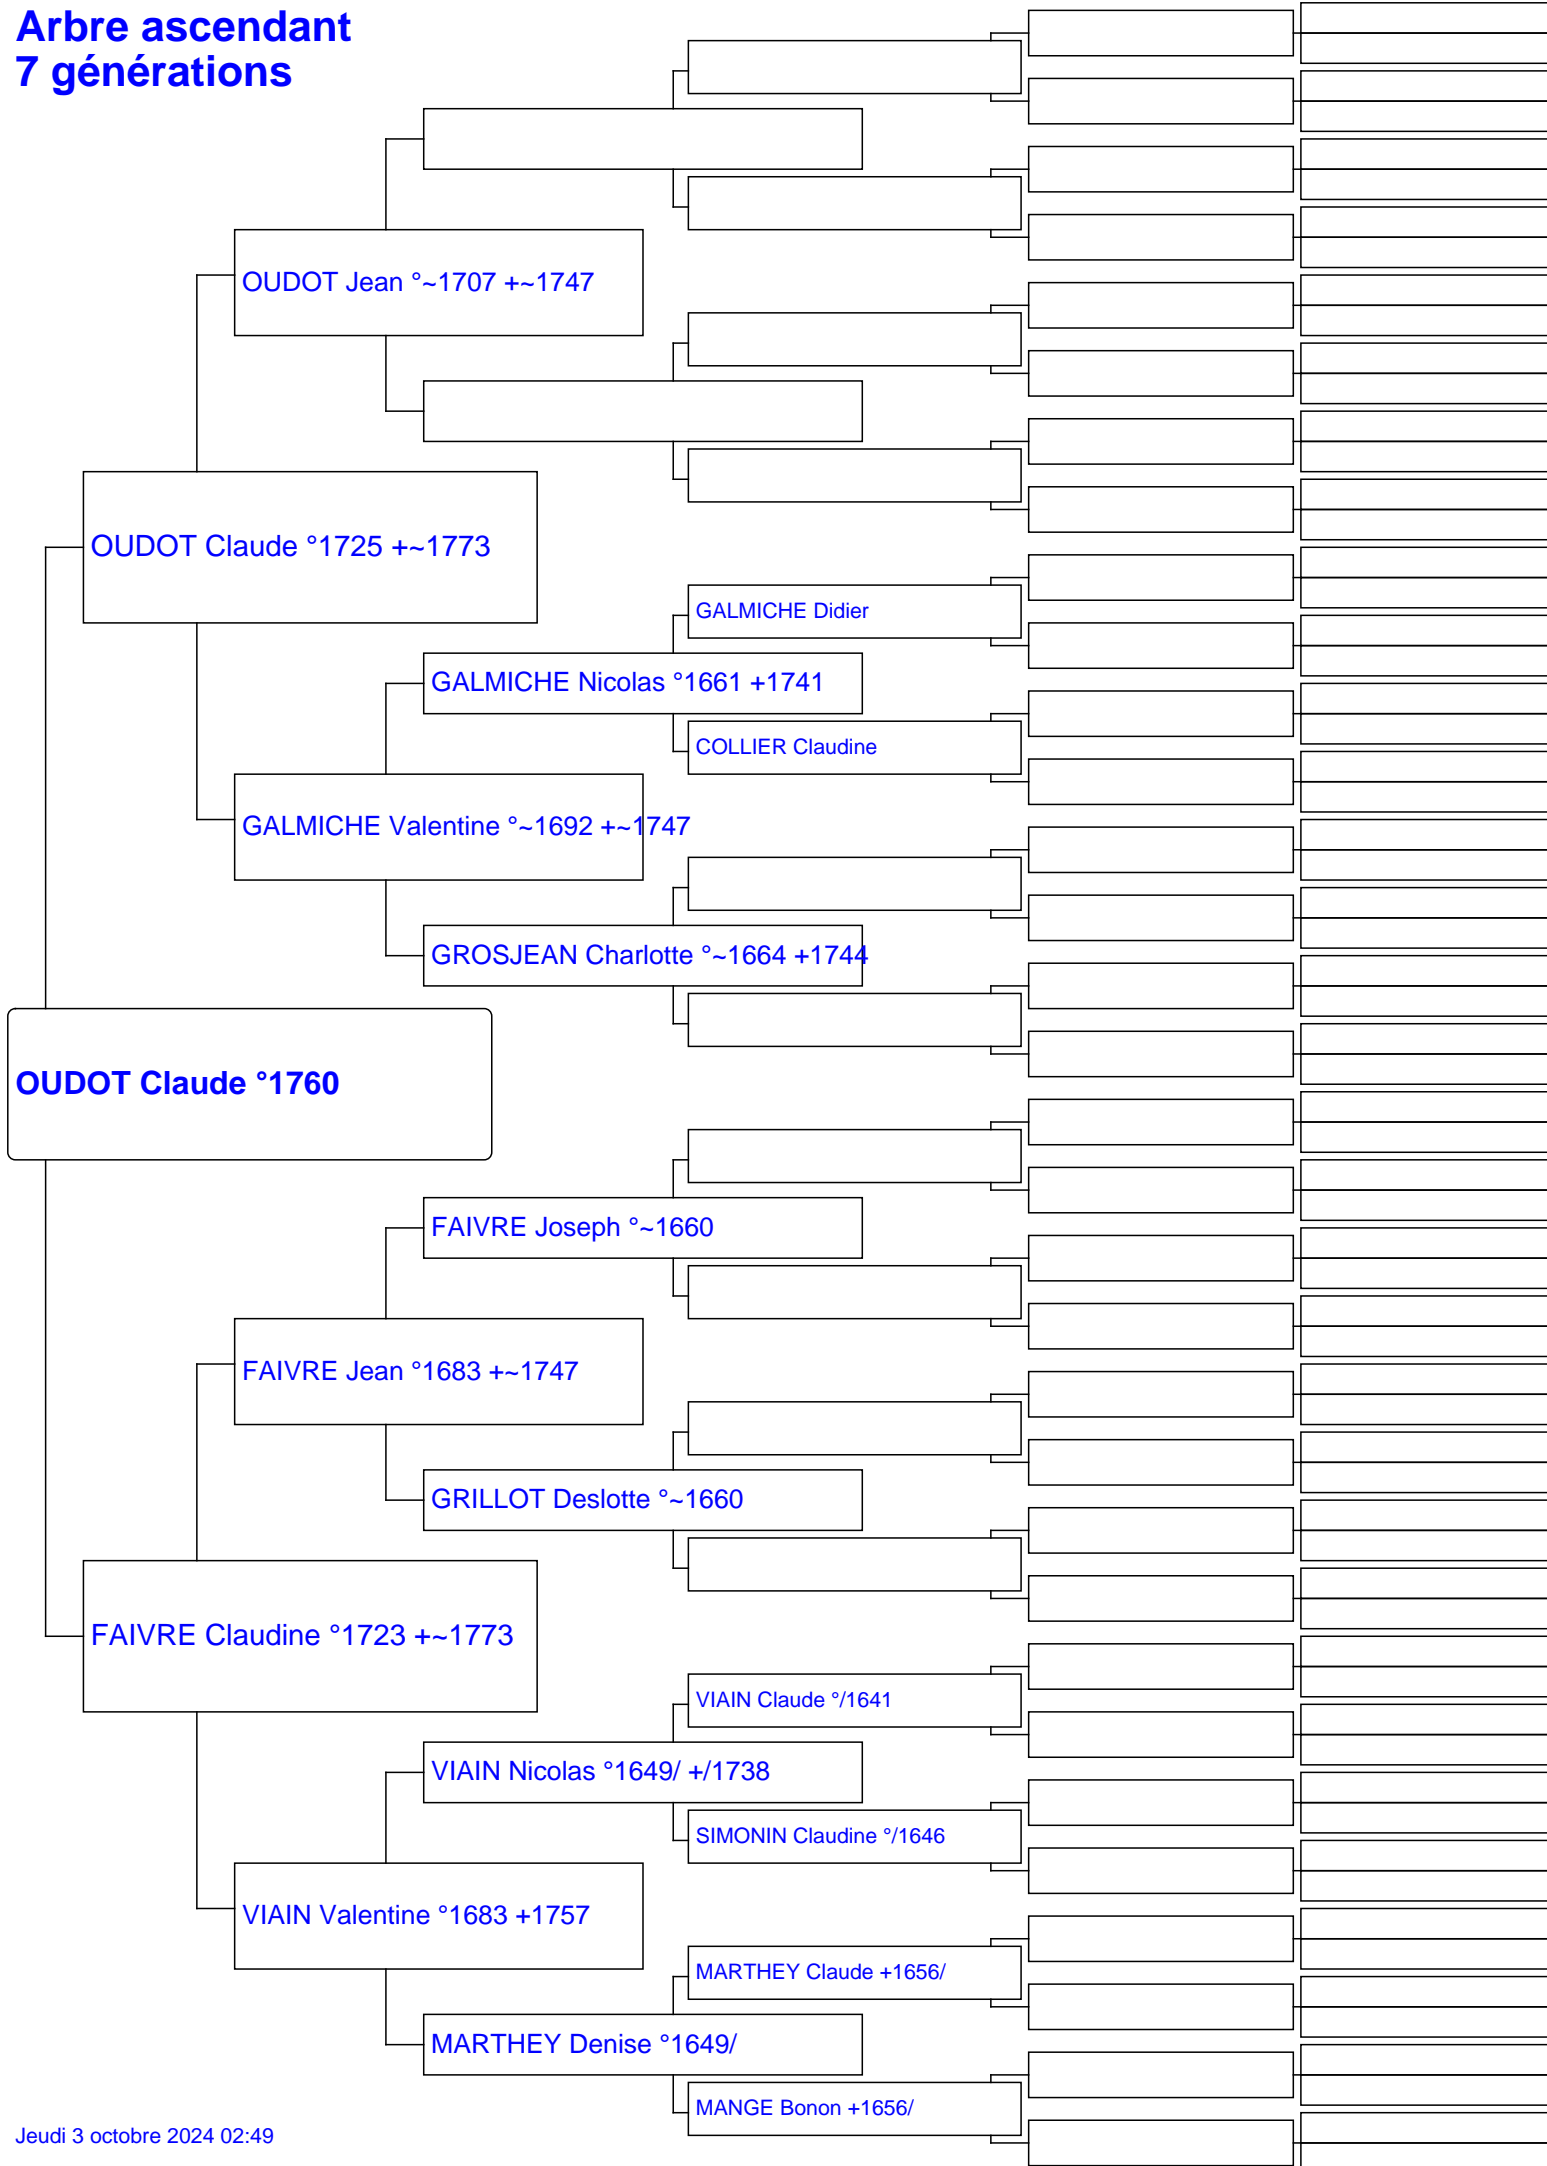 Arbre ascendant
7 générations
OUDOT Jean °~1707 +~1747
OUDOT Claude °1725 +~1773
GALMICHE Didier
GALMICHE Nicolas °1661 +1741
COLLIER Claudine
GALMICHE Valentine °~1692 +~1747
GROSJEAN Charlotte °~1664 +1744
OUDOT Claude °1760
FAIVRE Joseph °~1660
FAIVRE Jean °1683 +~1747
GRILLOT Deslotte °~1660
FAIVRE Claudine °1723 +~1773
VIAIN Claude °/1641
VIAIN Nicolas °1649/ +/1738
SIMONIN Claudine °/1646
VIAIN Valentine °1683 +1757
MARTHEY Claude +1656/
MARTHEY Denise °1649/
MANGE Bonon +1656/
Jeudi 3 octobre 2024 02:49